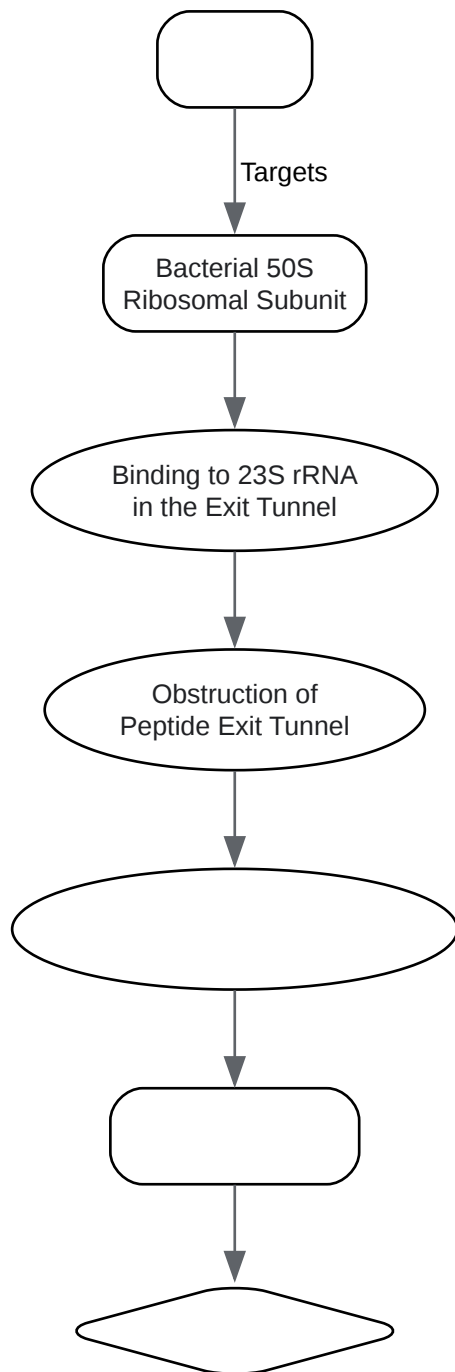 Targets
Bacterial 50S
Ribosomal Subunit
Binding to 23S rRNA
in the Exit Tunnel
Obstruction of
Peptide Exit Tunnel